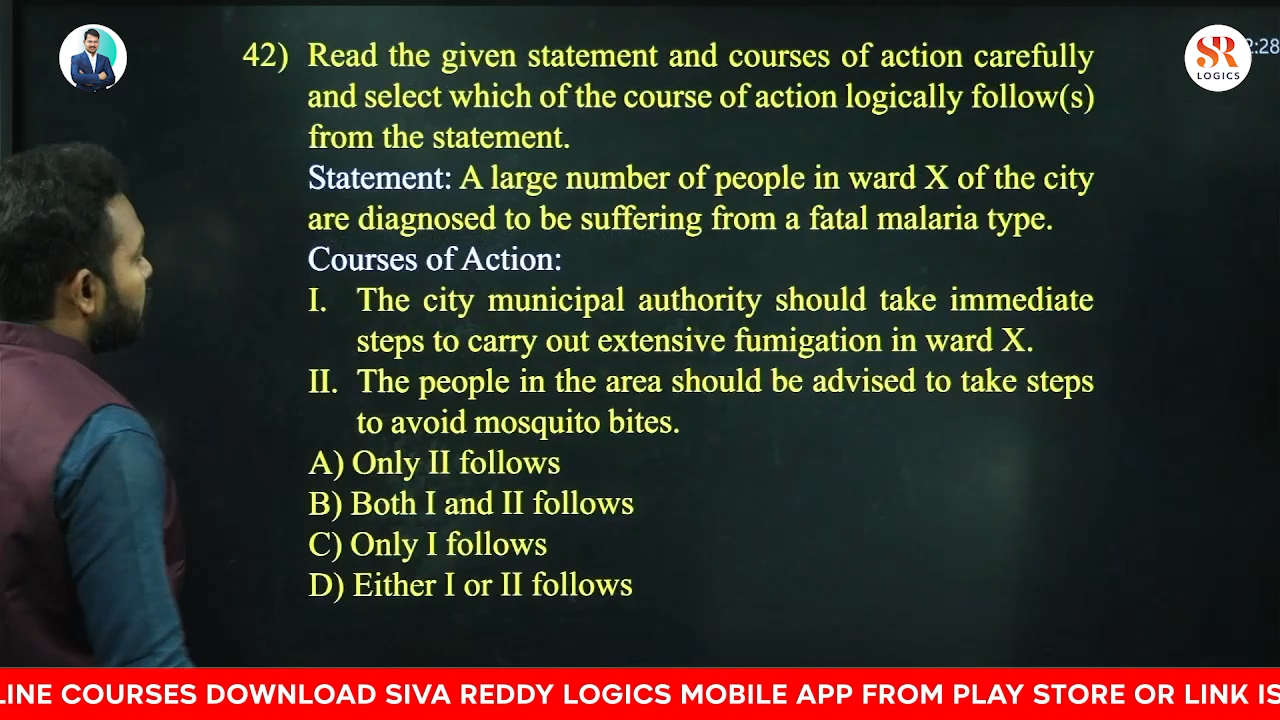 SR
LOGICS
2:28
42) Read the given statement and courses of action carefully
and select which of the course of action logically follow(s)
from the statement.
Statement: A large number of people in ward X of the city
are diagnosed to be suffering from a fatal malaria type.
Courses of Action:
I. The city municipal authority should take immediate
steps to carry out extensive fumigation in ward X.
II. The people in the area should be advised to take steps
to avoid mosquito bites.
A) Only II follows
B) Both I and II follows
C) Only I follows
D) Either I or II follows
LINE COURSES DOWNLOAD SIVA REDDY LOGICS MOBILE APP FROM PLAY STORE OR LINK IS